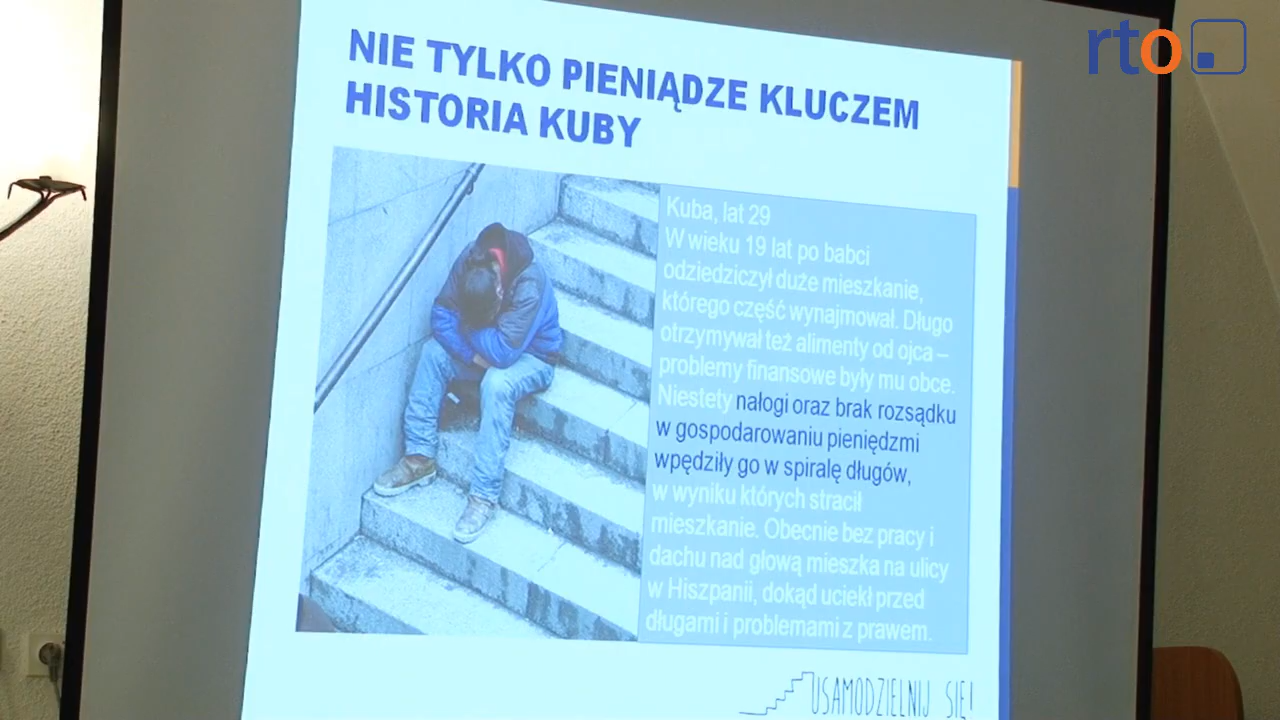 rto
NIE TYLKO PIENIĄDZE KLUCZEM
HISTORIA KUBY
Kuba, lat 29
W wieku 19 lat po babci
odziedziczył duże mieszkanie,
którego część wynajmował. Długo
otrzymywał też alimenty od ojca –
problemy finansowe były mu obce.
Niestety nałogi oraz brak rozsądku
w gospodarowaniu pieniędzmi
wpędziły go w spiralę długów,
w wyniku których stracił
mieszkanie. Obecnie bez pracy i
dachu nad głową mieszka na ulicy
w Hiszpanii, dokąd uciekł przed
długami i problemami z prawem.
USAMODZIELNIJ SIĘ!